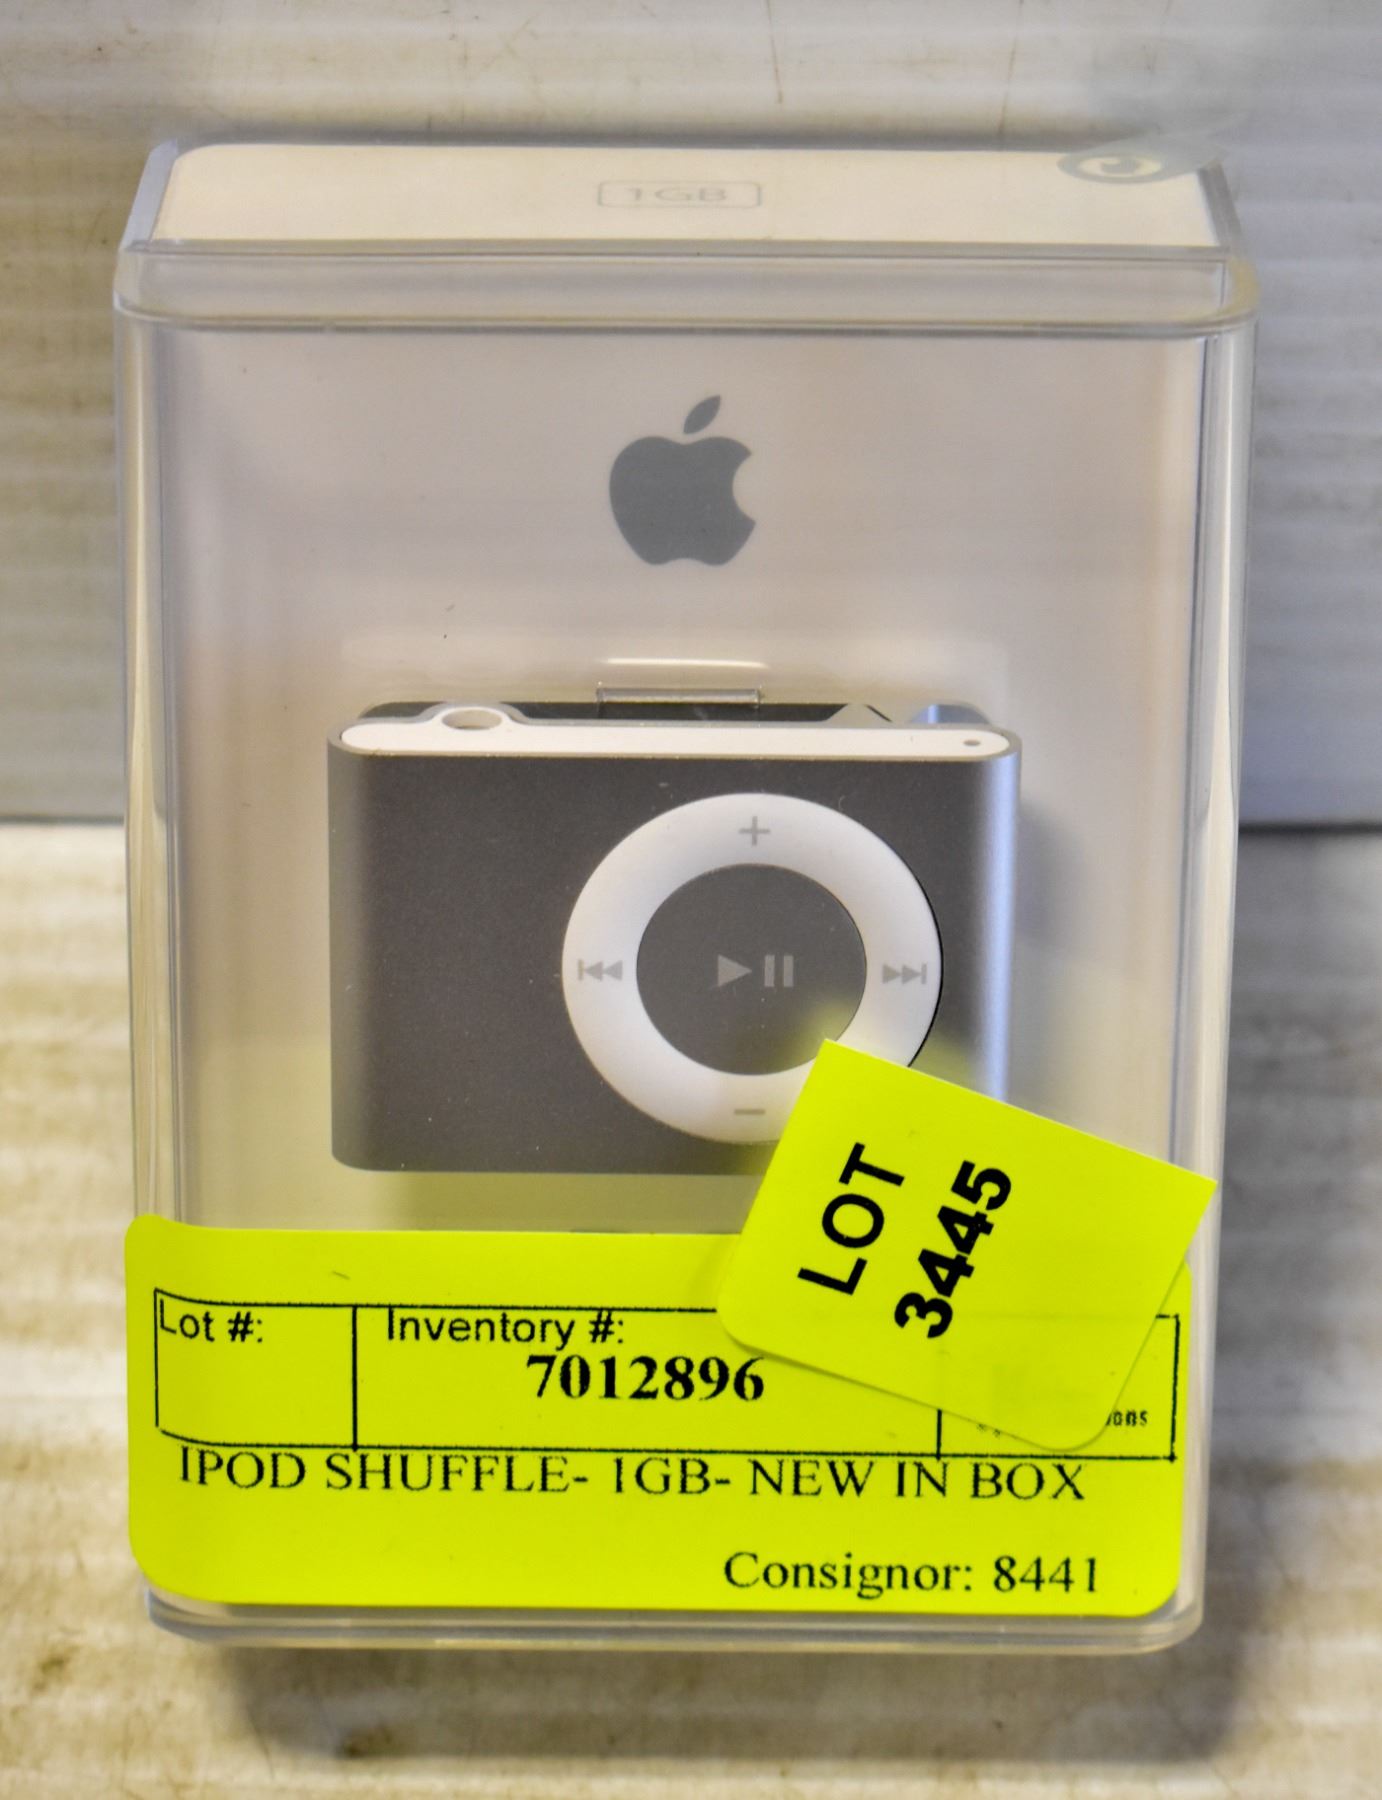 1GB
LOT
3445
Lot #:
Inventory #:
7012896
IPOD SHUFFLE- 1GB- NEW IN BOX
Consignor: 8441